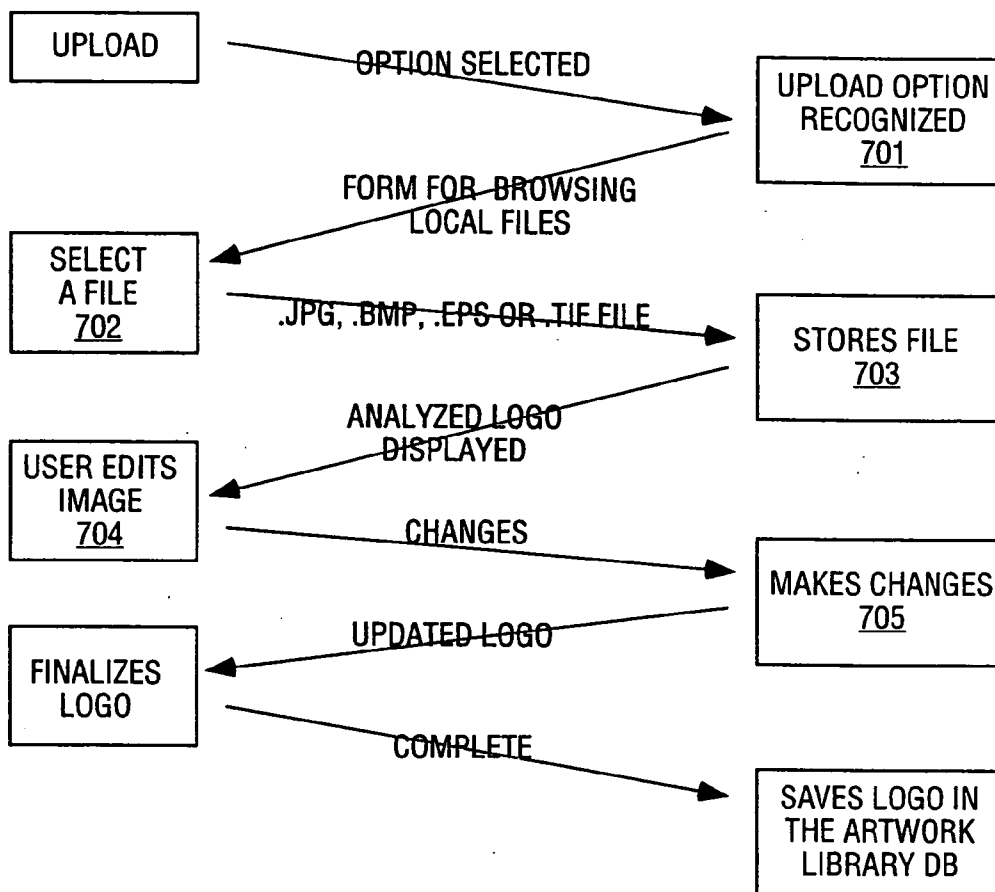 UPLOAD
OPTION SELECTED
UPLOAD OPTION
RECOGNIZED
701
FORM FOR BROWSING
LOCAL FILES
SELECT
A FILE
702
.JPG, .BMP, .EPS OR .TIF FILE
STORES FILE
703
ANALYZED LOGO
DISPLAYED
USER EDITS
IMAGE
704
CHANGES
MAKES CHANGES
705
UPDATED LOGO
FINALIZES
LOGO
COMPLETE
SAVES LOGO IN
THE ARTWORK
LIBRARY DB